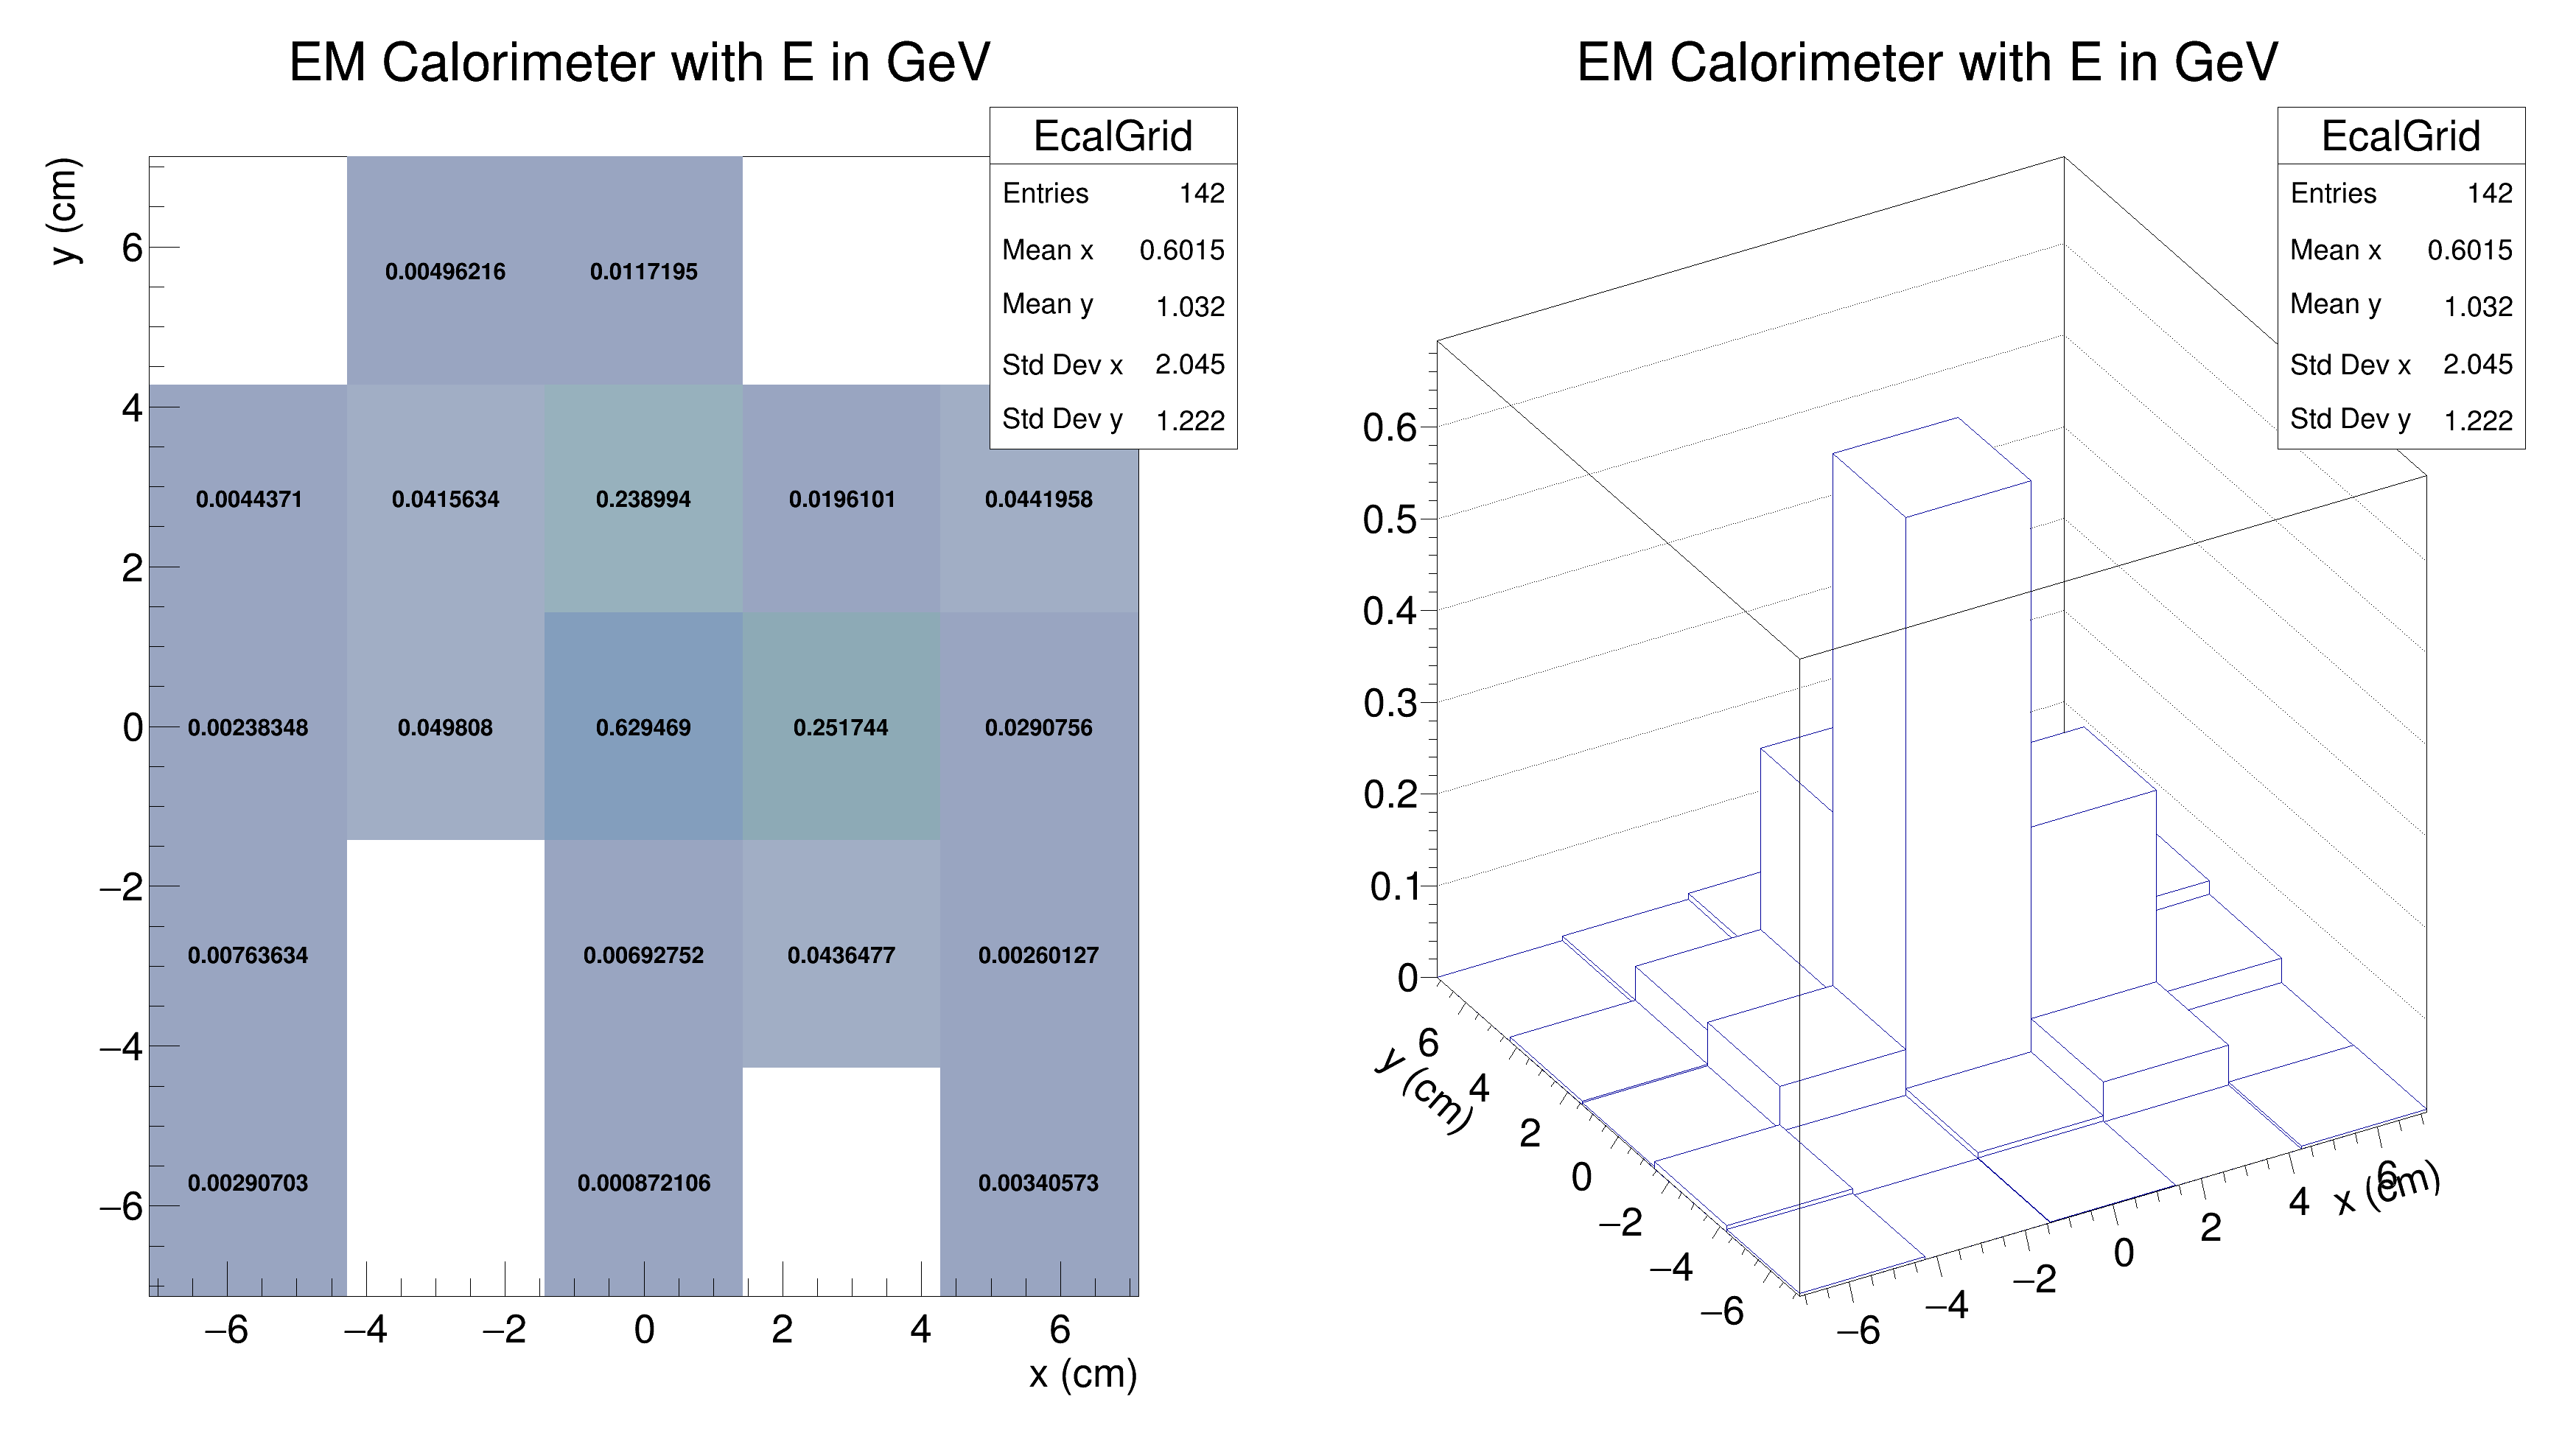 EM Calorimeter with E in GeV
EcalGrid
Entries 142
Mean x 0.6015
Mean y 1.032
Std Dev x 2.045
Std Dev y 1.222
y (cm)
6
4
2
0
−2
−4
−6
0.00496216 0.0117195
0.0044371 0.0415634 0.238994 0.0196101 0.0441958
0.00238348 0.049808 0.629469 0.251744 0.0290756
0.00763634 0.00692752 0.0436477 0.00260127
0.00290703 0.000872106 0.00340573
−6 −4 −2 0 2 4 6
x (cm)
EM Calorimeter with E in GeV
EcalGrid
Entries 142
Mean x 0.6015
Mean y 1.032
Std Dev x 2.045
Std Dev y 1.222
0.6
0.5
0.4
0.3
0.2
0.1
0
6
4
2
0
−2
−4
−6
y (cm)
−6 −4 −2 0 2 4 6
x (cm)